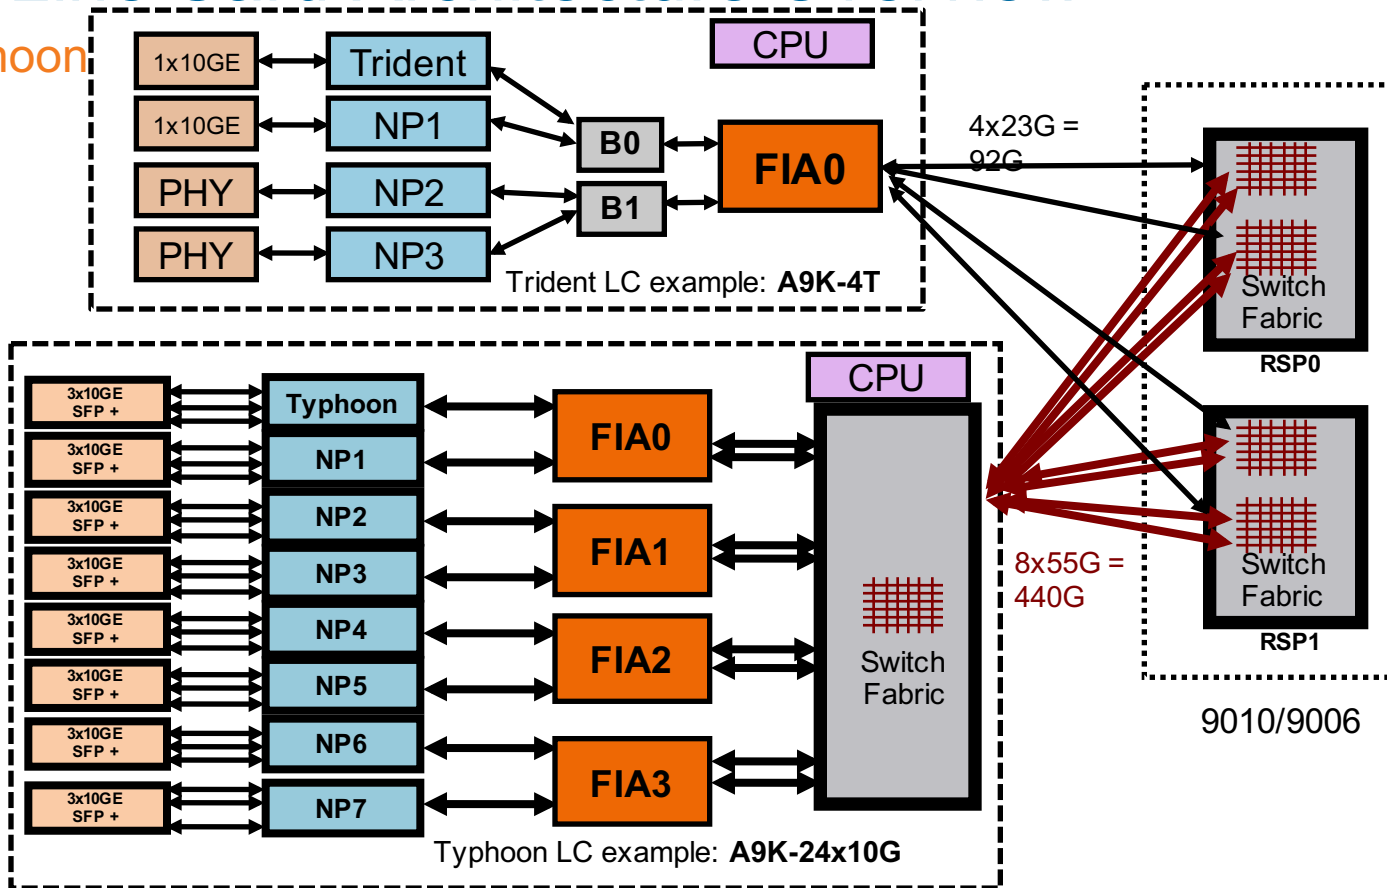 CPU
1x10GE
Trident
1x10GE
NP1
B0
4x23G =
92G
FIA0
PHY
NP2
B1
PHY
NP3
Trident LC example: A9K-4T
Switch
Fabric
RSP0
CPU
3x10GE
SFP +
Typhoon
FIA0
3x10GE
SFP +
NP1
3x10GE
SFP +
NP2
FIA1
3x10GE
SFP +
NP3
3x10GE
SFP +
NP4
FIA2
3x10GE
SFP +
NP5
3x10GE
SFP +
NP6
FIA3
3x10GE
SFP +
NP7
Switch
Fabric
8x55G =
440G
Switch
Fabric
RSP1
9010/9006
Typhoon LC example: A9K-24x10G